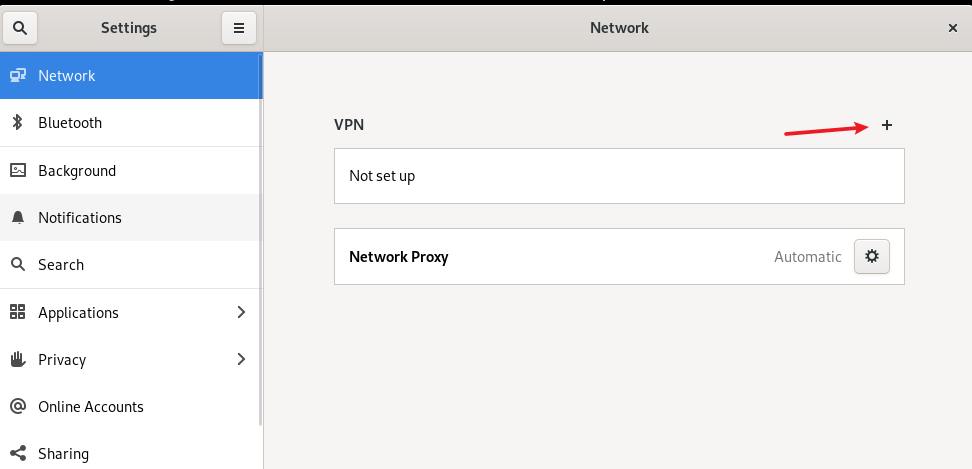 Settings
Network
Network
Bluetooth
Background
Notifications
Search
Applications
Privacy
Online Accounts
Sharing
VPN
Not set up
Network Proxy Automatic